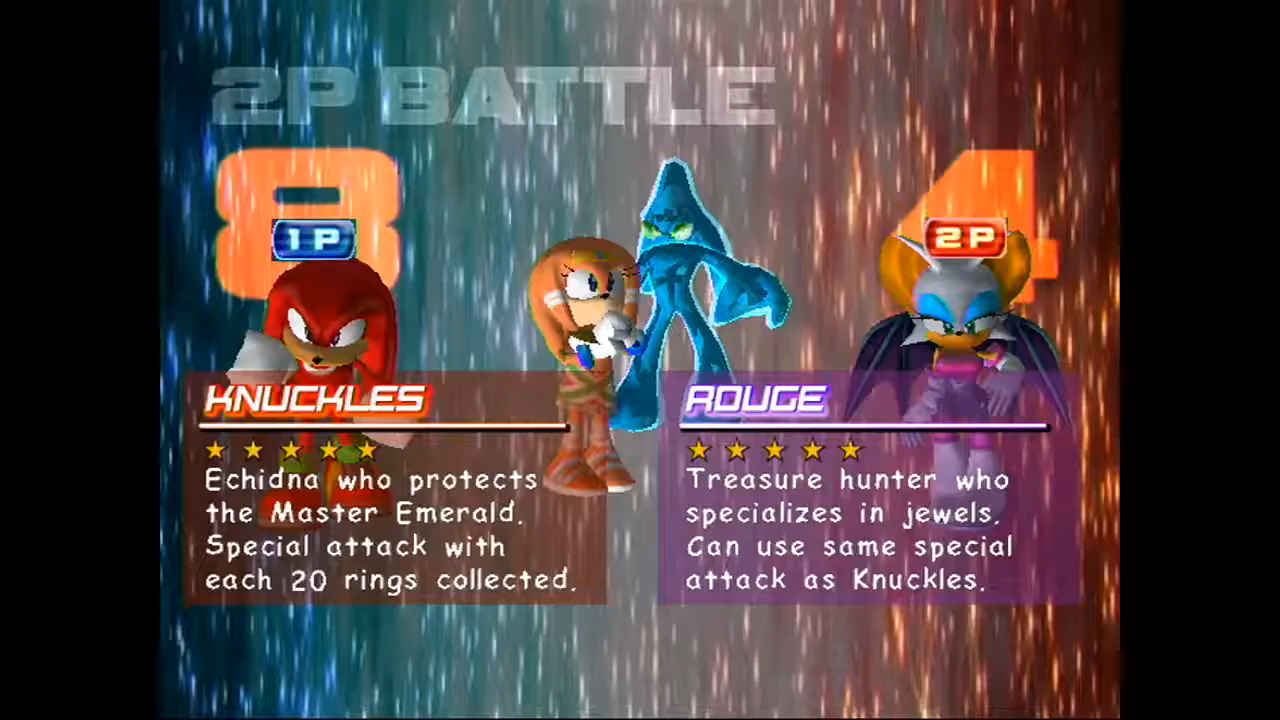 2P BATTLE
8
4
1P
2P
KNUCKLES
Echidna who protects
the Master Emerald.
Special attack with
each 20 rings collected.
ROUGE
Treasure hunter who
specializes in jewels.
Can use same special
attack as Knuckles.